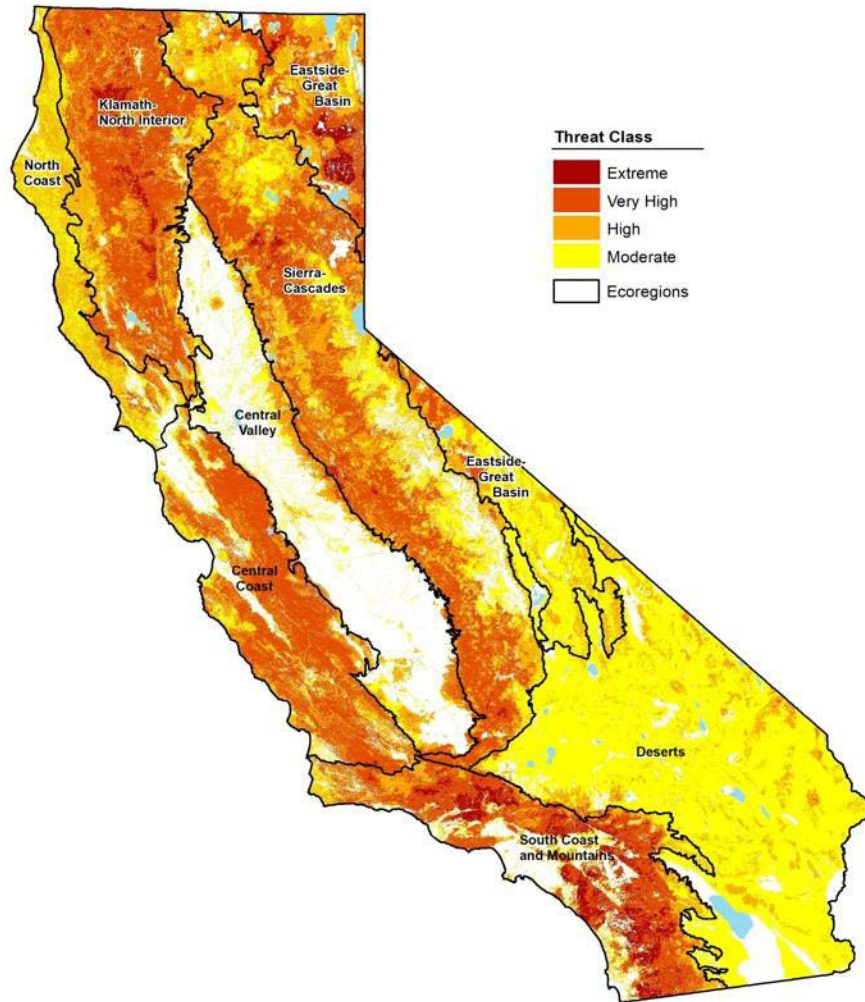 Eastside-
Great
Basin
Klamath-
North Interior
North
Coast
Threat Class
Extreme
Very High
High
Moderate
Ecoregions
Sierra-
Cascades
Central
Valley
Eastside-
Great
Basin
Central
Coast
Deserts
South Coast
and Mountains